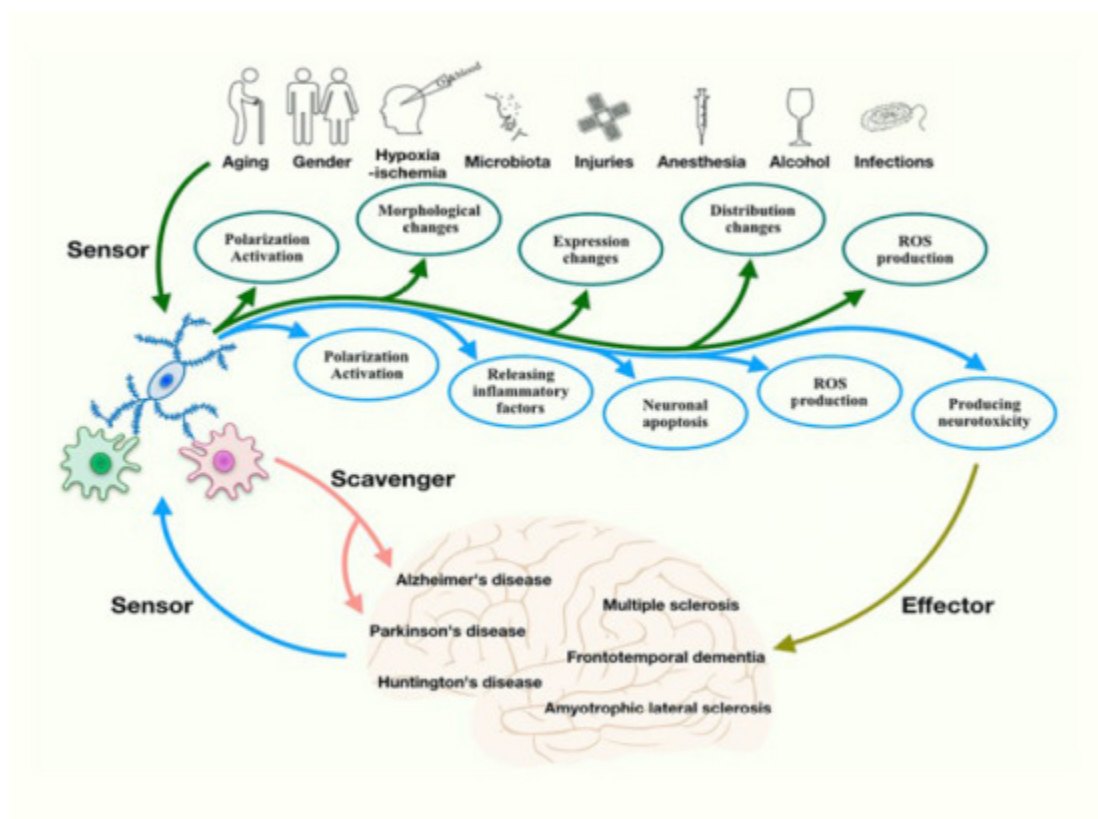 Aging
Gender
Hypoxia
-ischemia
Microbiota
Injuries
Anesthesia
Alcohol
Infections
Sensor
Polarization
Activation
Morphological
changes
Expression
changes
Distribution
changes
ROS
production
Polarization
Activation
Releasing
inflammatory
factors
Neuronal
apoptosis
ROS
production
Producing
neurotoxicity
Scavenger
Sensor
Effector
Alzheimer's disease
Parkinson's disease
Huntington's disease
Multiple sclerosis
Frontotemporal dementia
Amyotrophic lateral sclerosis